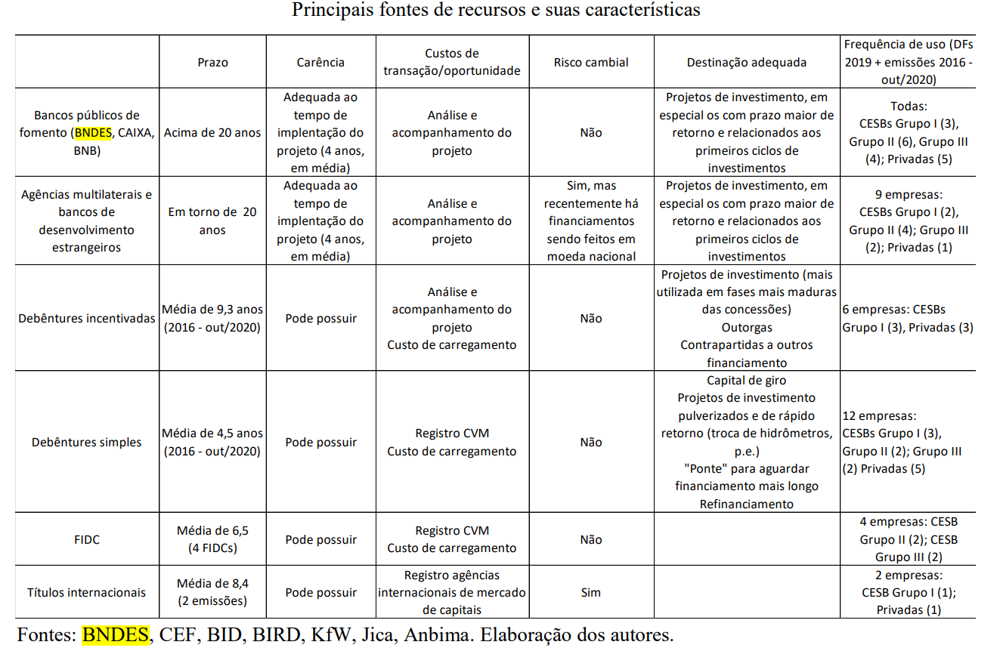 Principais fontes de recursos e suas características
Prazo
Carência
Custos de
transação/oportunidade
Risco cambial
Destinação adequada
Frequência de uso (DFs
2019 + emissões 2016 -
out/2020)
Bancos públicos de
fomento (BNDES, CAIXA,
BNB)
Acima de 20 anos
Adequada ao
tempo de
implentação do
projeto (4 anos,
em média)
Análise e
acompanhamento do
projeto
Não
Projetos de investimento, em
especial os com prazo maior de
retorno e relacionados aos
primeiros ciclos de
investimentos
Todas:
CESBs Grupo I (3),
Grupo II (6), Grupo III
(4); Privadas (5)
Agências multilaterais e
bancos de
desenvolvimento
estrangeiros
Em torno de 20
anos
Adequada ao
tempo de
implentação do
projeto (4 anos,
em média)
Análise e
acompanhamento do
projeto
Sim, mas
recentemente há
financiamentos
sendo feitos em
moeda nacional
Projetos de investimento, em
especial os com prazo maior de
retorno e relacionados aos
primeiros ciclos de
investimentos
9 empresas:
CESBs Grupo I (2),
Grupo II (4); Grupo III
(2); Privadas (1)
Debêntures incentivadas
Média de 9,3 anos
(2016 - out/2020)
Pode possuir
Análise e
acompanhamento do
projeto
Custo de carregamento
Não
Projetos de investimento (mais
utilizada em fases mais maduras
das concessões)
Outorgas
Contrapartidas a outros
financiamento
6 empresas: CESBs
Grupo I (3), Privadas (3)
Debêntures simples
Média de 4,5 anos
(2016 - out/2020)
Pode possuir
Registro CVM
Custo de carregamento
Não
Capital de giro
Projetos de investimento
pulverizados e de rápido
retorno (troca de hidrômetros,
p.e.)
"Ponte" para aguardar
financiamento mais longo
Refinanciamento
12 empresas:
CESBs Grupo I (3),
Grupo II (2); Grupo III
(2) Privadas (5)
FIDC
Média de 6,5
(4 FIDCs)
Pode possuir
Registro CVM
Custo de carregamento
Não
4 empresas: CESB
Grupo II (2); CESB
Grupo III (2)
Títulos internacionais
Média de 8,4
(2 emissões)
Pode possuir
Registro agências
internacionais de mercado
de capitais
Sim
2 empresas:
CESB Grupo I (1);
Privadas (1)
Fontes: BNDES, CEF, BID, BIRD, KfW, Jica, Anbima. Elaboração dos autores.